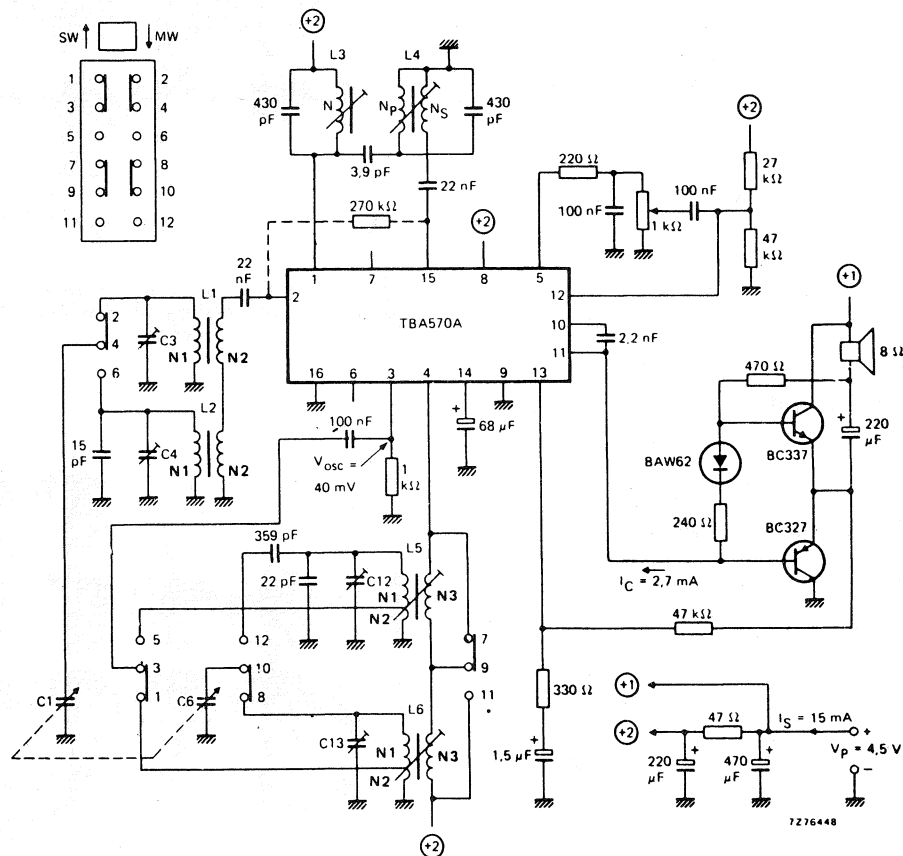 SW MW
1 2
3 4
5 6
7 8
9 10
11 12
+2
L3 L4
430 pF
N
NP NS
430 pF
3,9 pF
22 nF
270 kΩ
+2
220 Ω
100 nF
1 kΩ
100 nF
+2
27 kΩ
47 kΩ
22 nF
1 7 15 8 5
2
12
TBA570A
10
11
16 6 3 4 14 9 13
2,2 nF
+1
8 Ω
470 Ω
220 µF
+
BC337
BAW62
240 Ω
BC327
IC = 2,7 mA
47 kΩ
L1
2
4
6
C3
N1 N2
L2
15 pF
C4
N1 N2
100 nF
Vosc = 40 mV
1 kΩ
+
68 µF
359 pF
22 pF
C12
L5
N1
N2
N3
5
3
1
12
10
8
7
9
11
C1
C6
C13
L6
N1
N2
N3
+2
330 Ω
+
1,5 µF
+1
+2
47 Ω
IS = 15 mA
+
VP = 4,5 V
−
+
220 µF
+
470 µF
7Z76448